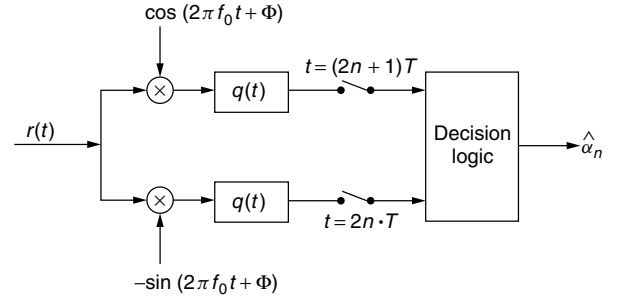 cos (2πf₀t + Φ)
t = (2n + 1)T
×
q(t)
r(t)
Decision
logic
α̂ₙ
×
q(t)
t = 2n · T
–sin (2πf₀t + Φ)